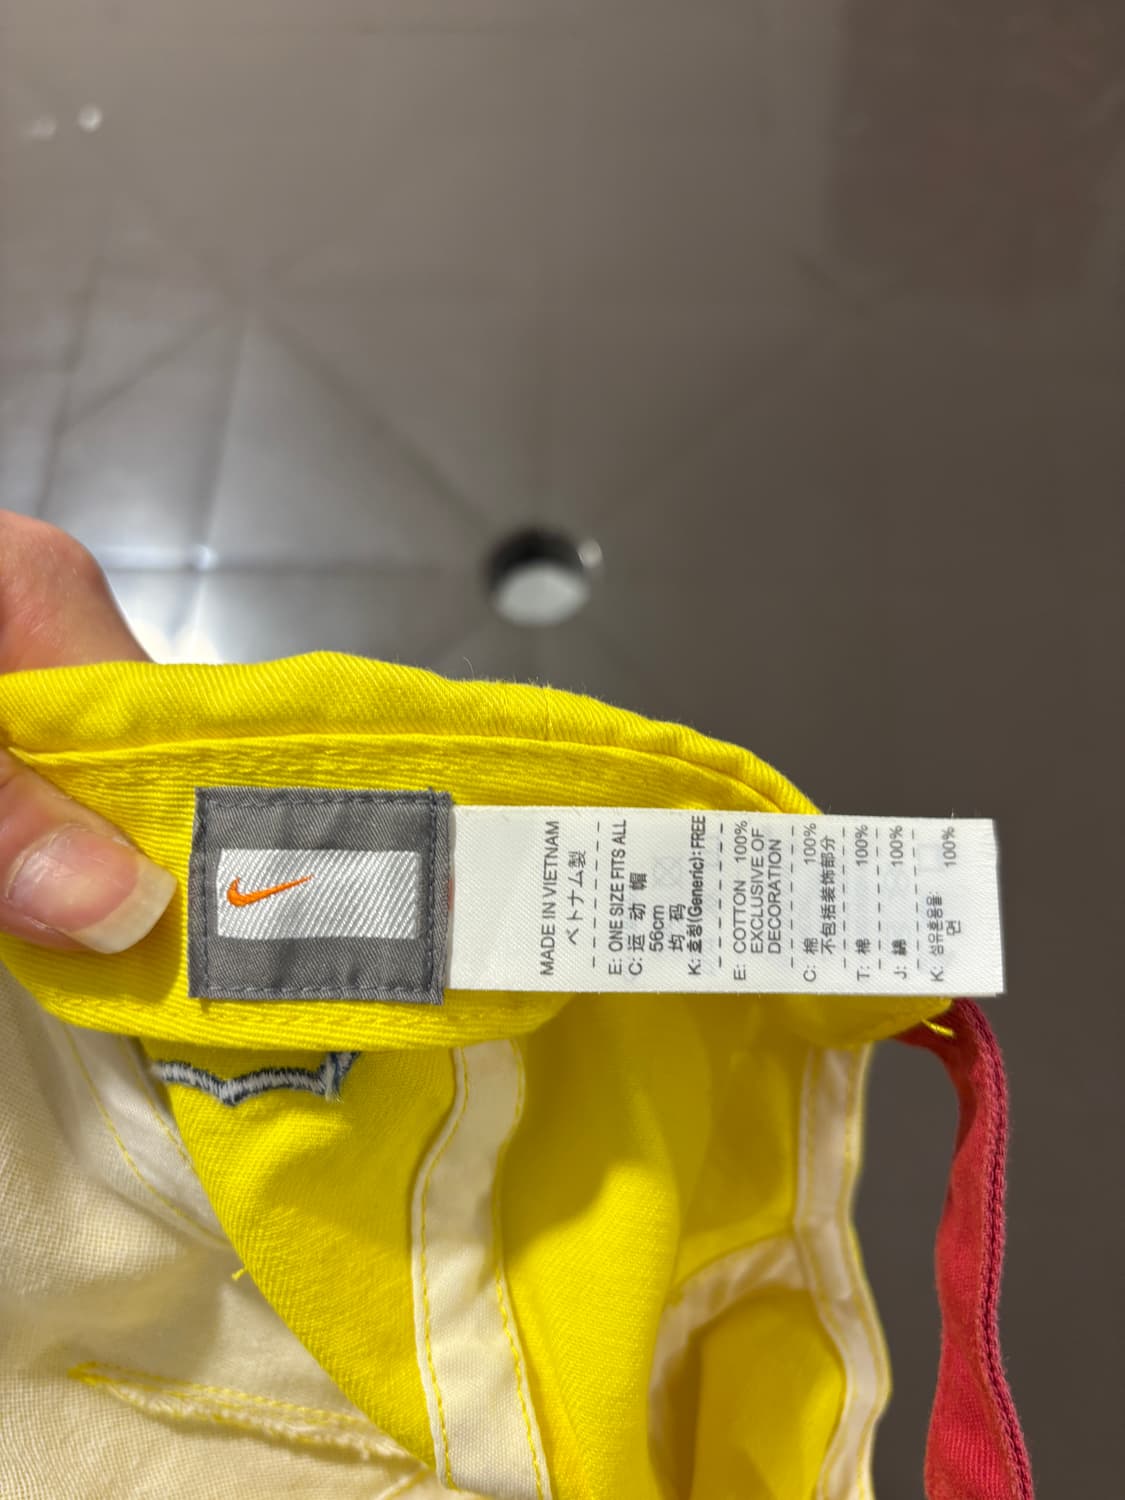 MADE IN VIETNAM
ベトナム製
E: ONE SIZE FITS ALL
C: 运 动 帽
56cm
均 码
K: 호칭(Generic): FREE
E: COTTON 100%
EXCLUSIVE OF
DECORATION
C: 棉 100%
不包括装饰部分
T: 棉 100%
J: 綿 100%
K: 섬유혼용율:
면 100%